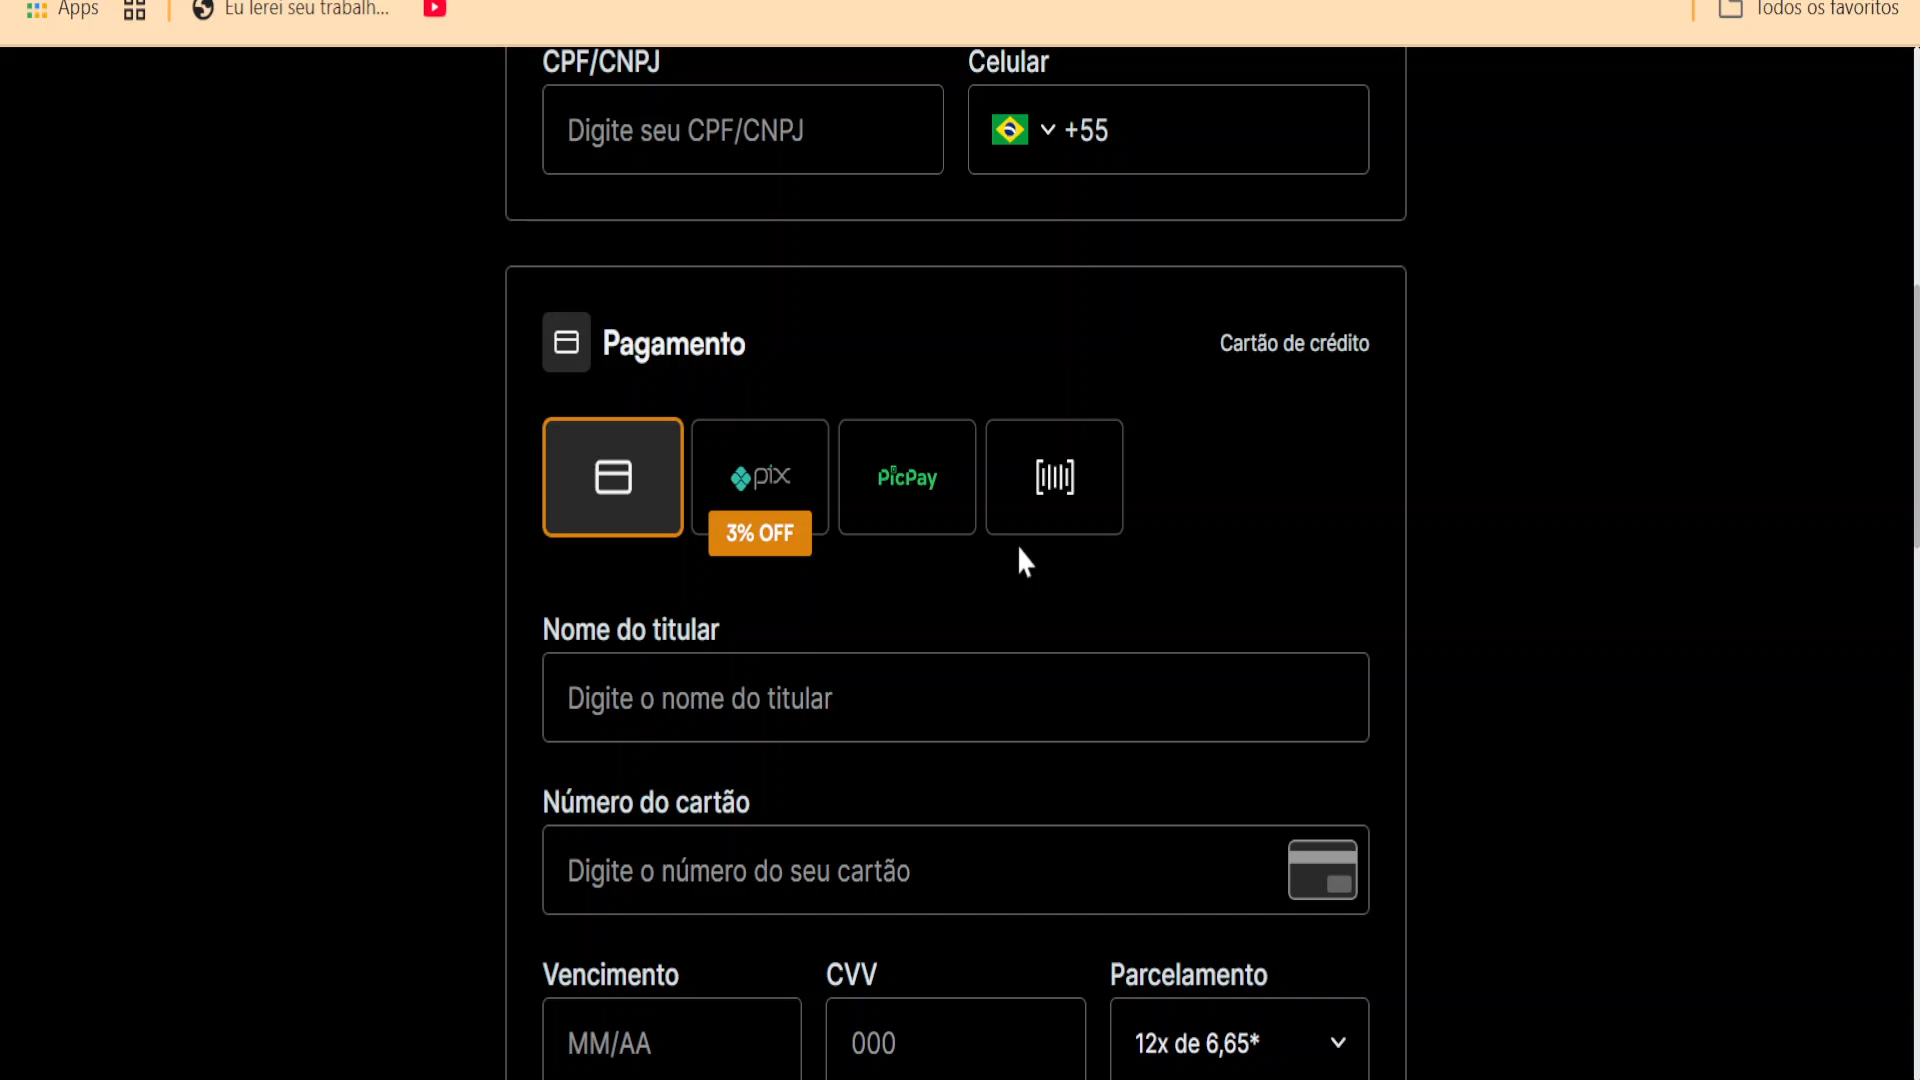 Apps Eu lerei seu trabalh... Todos os favoritos
CPF/CNPJ Celular
Digite seu CPF/CNPJ +55
Pagamento Cartão de crédito
pix PicPay
3% OFF
Nome do titular
Digite o nome do titular
Número do cartão
Digite o número do seu cartão
Vencimento CVV Parcelamento
MM/AA 000 12x de 6,65*